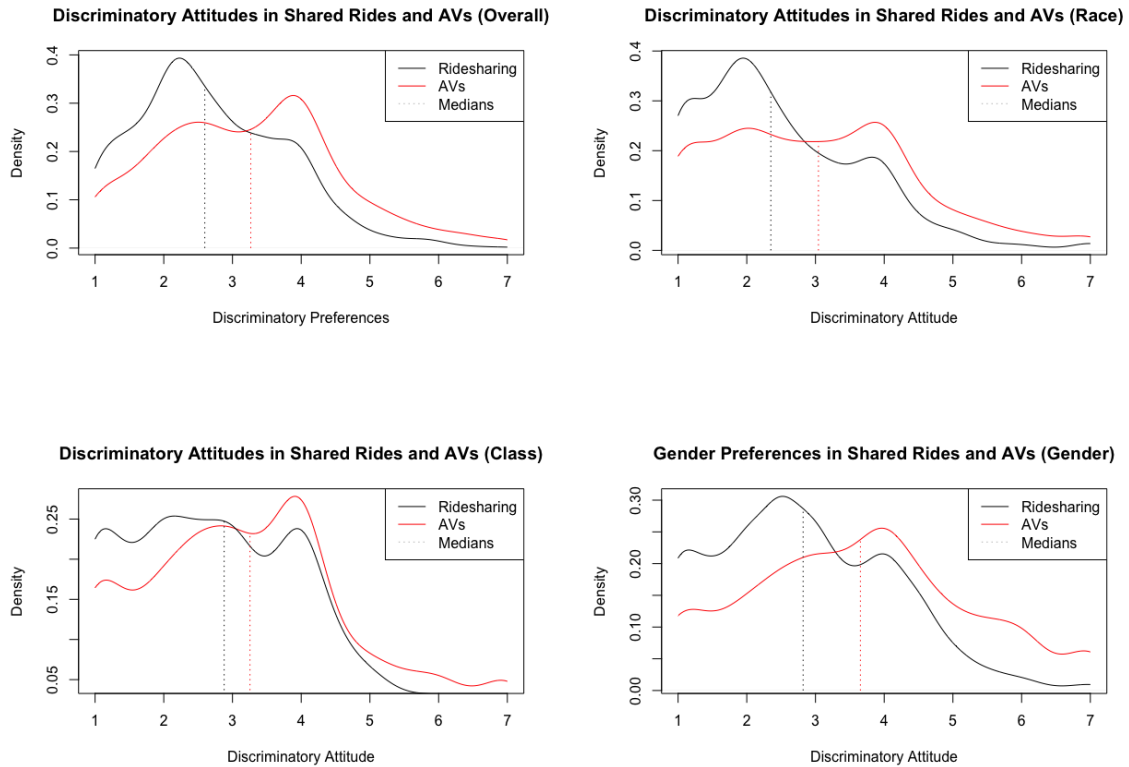 Discriminatory Attitudes in Shared Rides and AVs (Overall)
Density
0.0
0.1
0.2
0.3
0.4
Ridesharing
AVs
Medians
1 2 3 4 5 6 7
Discriminatory Preferences
Discriminatory Attitudes in Shared Rides and AVs (Race)
Density
0.0
0.1
0.2
0.3
0.4
Ridesharing
AVs
Medians
1 2 3 4 5 6 7
Discriminatory Attitude
Discriminatory Attitudes in Shared Rides and AVs (Class)
Density
0.05
0.15
0.25
Ridesharing
AVs
Medians
1 2 3 4 5 6 7
Discriminatory Attitude
Gender Preferences in Shared Rides and AVs (Gender)
Density
0.00
0.10
0.20
0.30
Ridesharing
AVs
Medians
1 2 3 4 5 6 7
Discriminatory Attitude